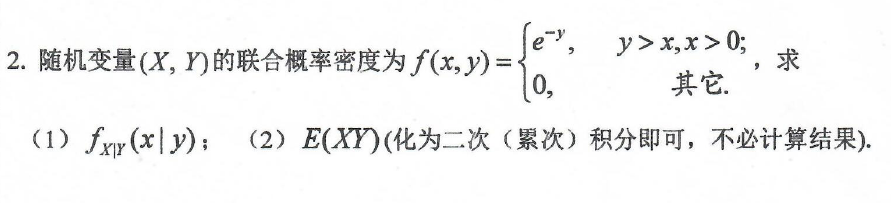 2. 随机变量(X, Y)的联合概率密度为 f(x, y) = { e^{-y}, y > x, x > 0; 0, 其它. , 求
（1） f_{X|Y}(x | y)； （2） E(XY)(化为二次（累次）积分即可，不必计算结果).